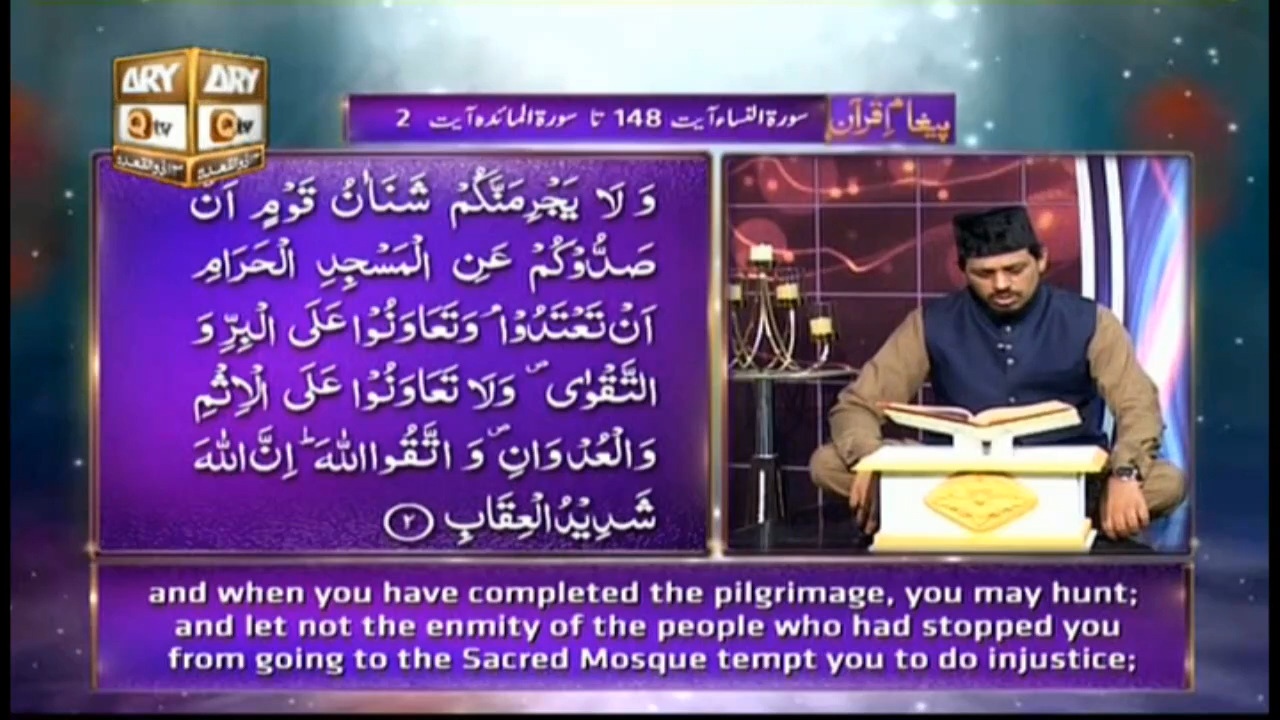 ARY ARY
Qtv Qtv
پیغامِ قرآن
سورۃ النساء آیت 148 تا سورۃ المائدہ آیت 2
وَ لَا یَجْرِمَنَّكُمْ شَنَاٰنُ قَوْمٍ اَنْ
صَدُّوْكُمْ عَنِ الْمَسْجِدِ الْحَرَامِ
اَنْ تَعْتَدُوْا ۘ وَتَعَاوَنُوْا عَلَی الْبِرِّ وَ
التَّقْوٰی ۪ وَلَا تَعَاوَنُوْا عَلَی الْاِثْمِ
وَالْعُدْوَانِ ۪ وَ اتَّقُوا اللّٰهَ ؕ اِنَّ اللّٰهَ
شَدِیْدُ الْعِقَابِ ۲
and when you have completed the pilgrimage, you may hunt;
and let not the enmity of the people who had stopped you
from going to the Sacred Mosque tempt you to do injustice;